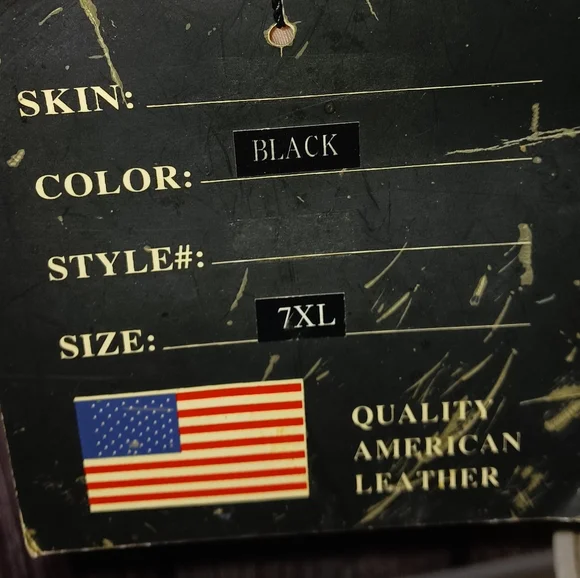 SKIN:
COLOR: BLACK
STYLE#:
SIZE: 7XL
QUALITY
AMERICAN
LEATHER